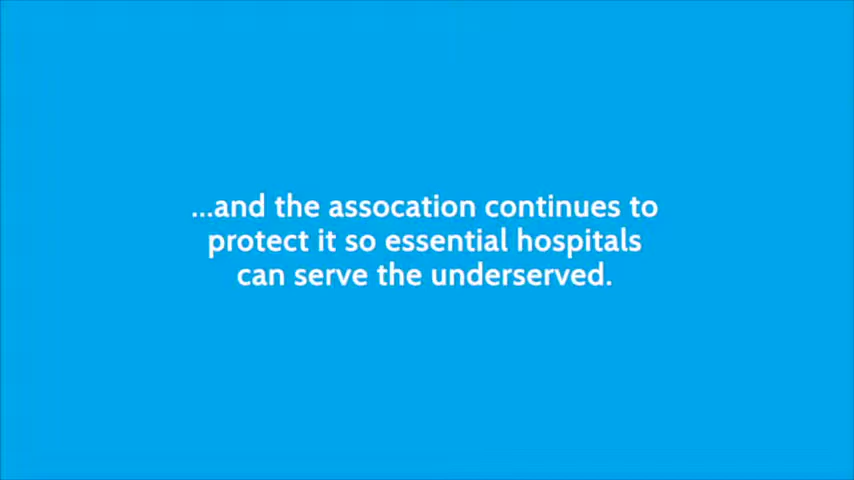 ...and the assocation continues to
protect it so essential hospitals
can serve the underserved.